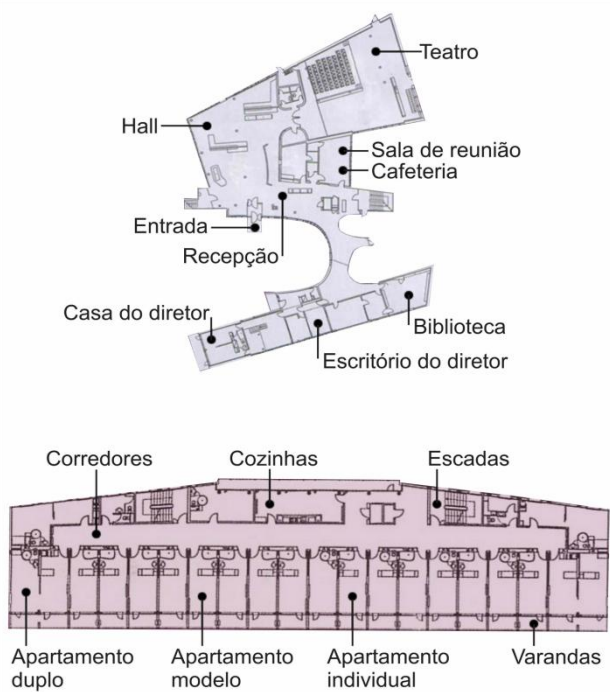 Teatro
Hall
Sala de reunião
Cafeteria
Entrada
Recepção
Casa do diretor
Biblioteca
Escritório do diretor
Corredores
Cozinhas
Escadas
Apartamento
duplo
Apartamento
modelo
Apartamento
individual
Varandas